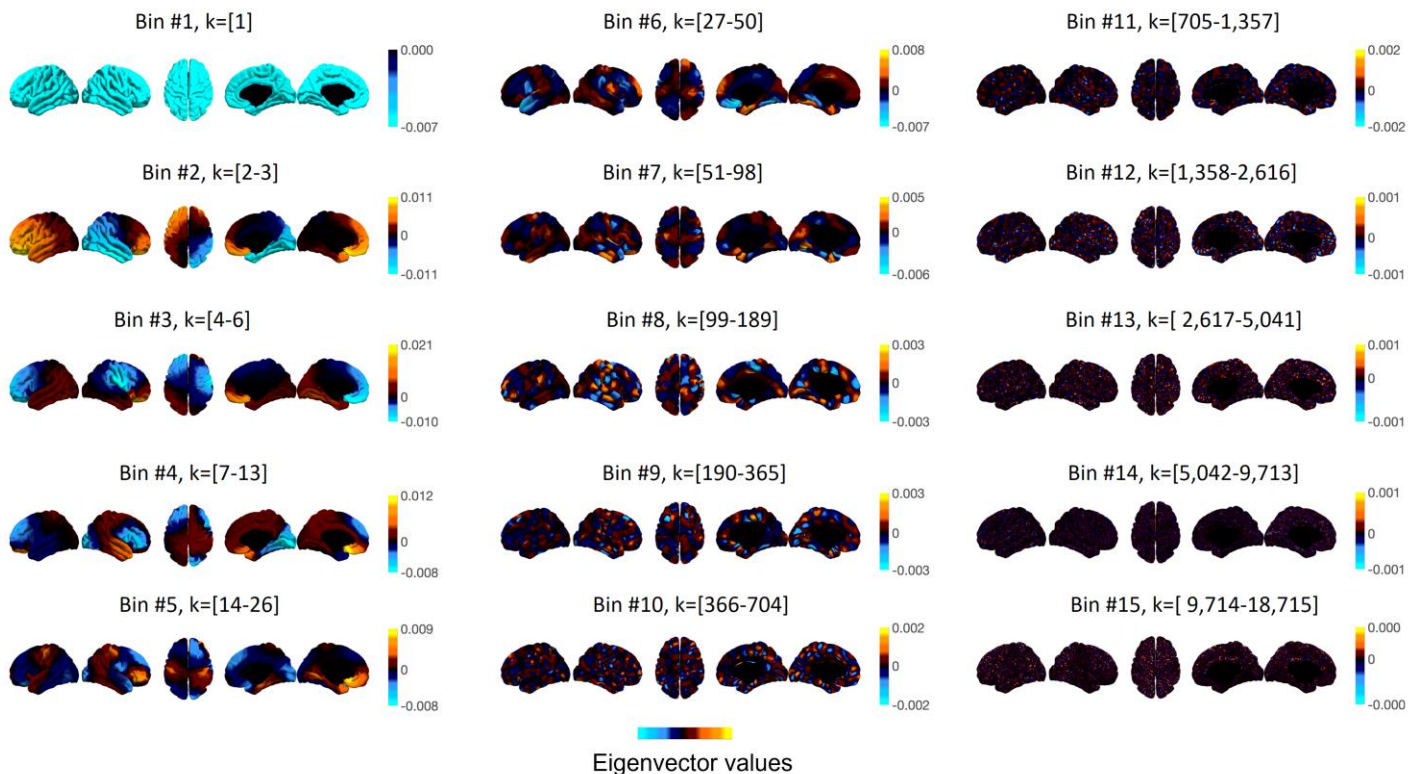 Bin #1, k=[1]
0.000
-0.007
Bin #2, k=[2-3]
0.011
0
-0.011
Bin #3, k=[4-6]
0.021
0
-0.010
Bin #4, k=[7-13]
0.012
0
-0.008
Bin #5, k=[14-26]
0.009
0
-0.008
Bin #6, k=[27-50]
0.008
0
-0.007
Bin #7, k=[51-98]
0.005
0
-0.006
Bin #8, k=[99-189]
0.003
0
-0.003
Bin #9, k=[190-365]
0.003
0
-0.003
Bin #10, k=[366-704]
0.002
0
-0.002
Bin #11, k=[705-1,357]
0.002
0
-0.002
Bin #12, k=[1,358-2,616]
0.001
0
-0.001
Bin #13, k=[ 2,617-5,041]
0.001
0
-0.001
Bin #14, k=[5,042-9,713]
0.001
0
-0.001
Bin #15, k=[ 9,714-18,715]
0.000
0
-0.000
Eigenvector values